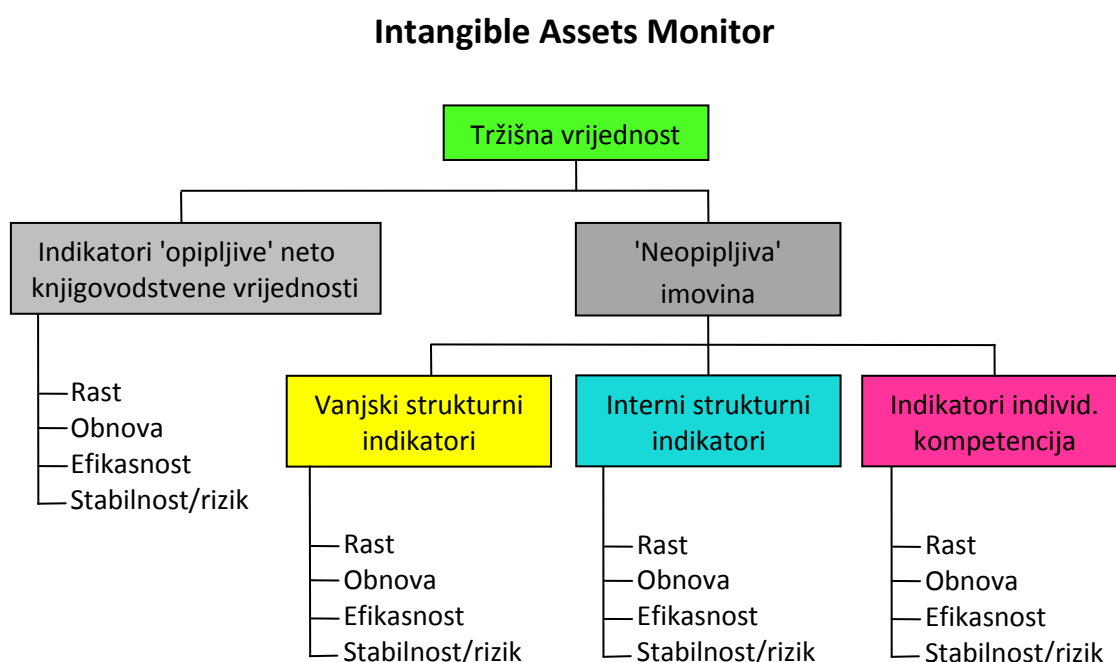 Intangible Assets Monitor
Tržišna vrijednost
Indikatori 'opipljive' neto
knjigovodstvene vrijednosti
'Neopipljiva'
imovina
Rast
Obnova
Efikasnost
Stabilnost/rizik
Vanjski strukturni
indikatori
Interni strukturni
indikatori
Indikatori individ.
kompetencija
Rast
Obnova
Efikasnost
Stabilnost/rizik
Rast
Obnova
Efikasnost
Stabilnost/rizik
Rast
Obnova
Efikasnost
Stabilnost/rizik